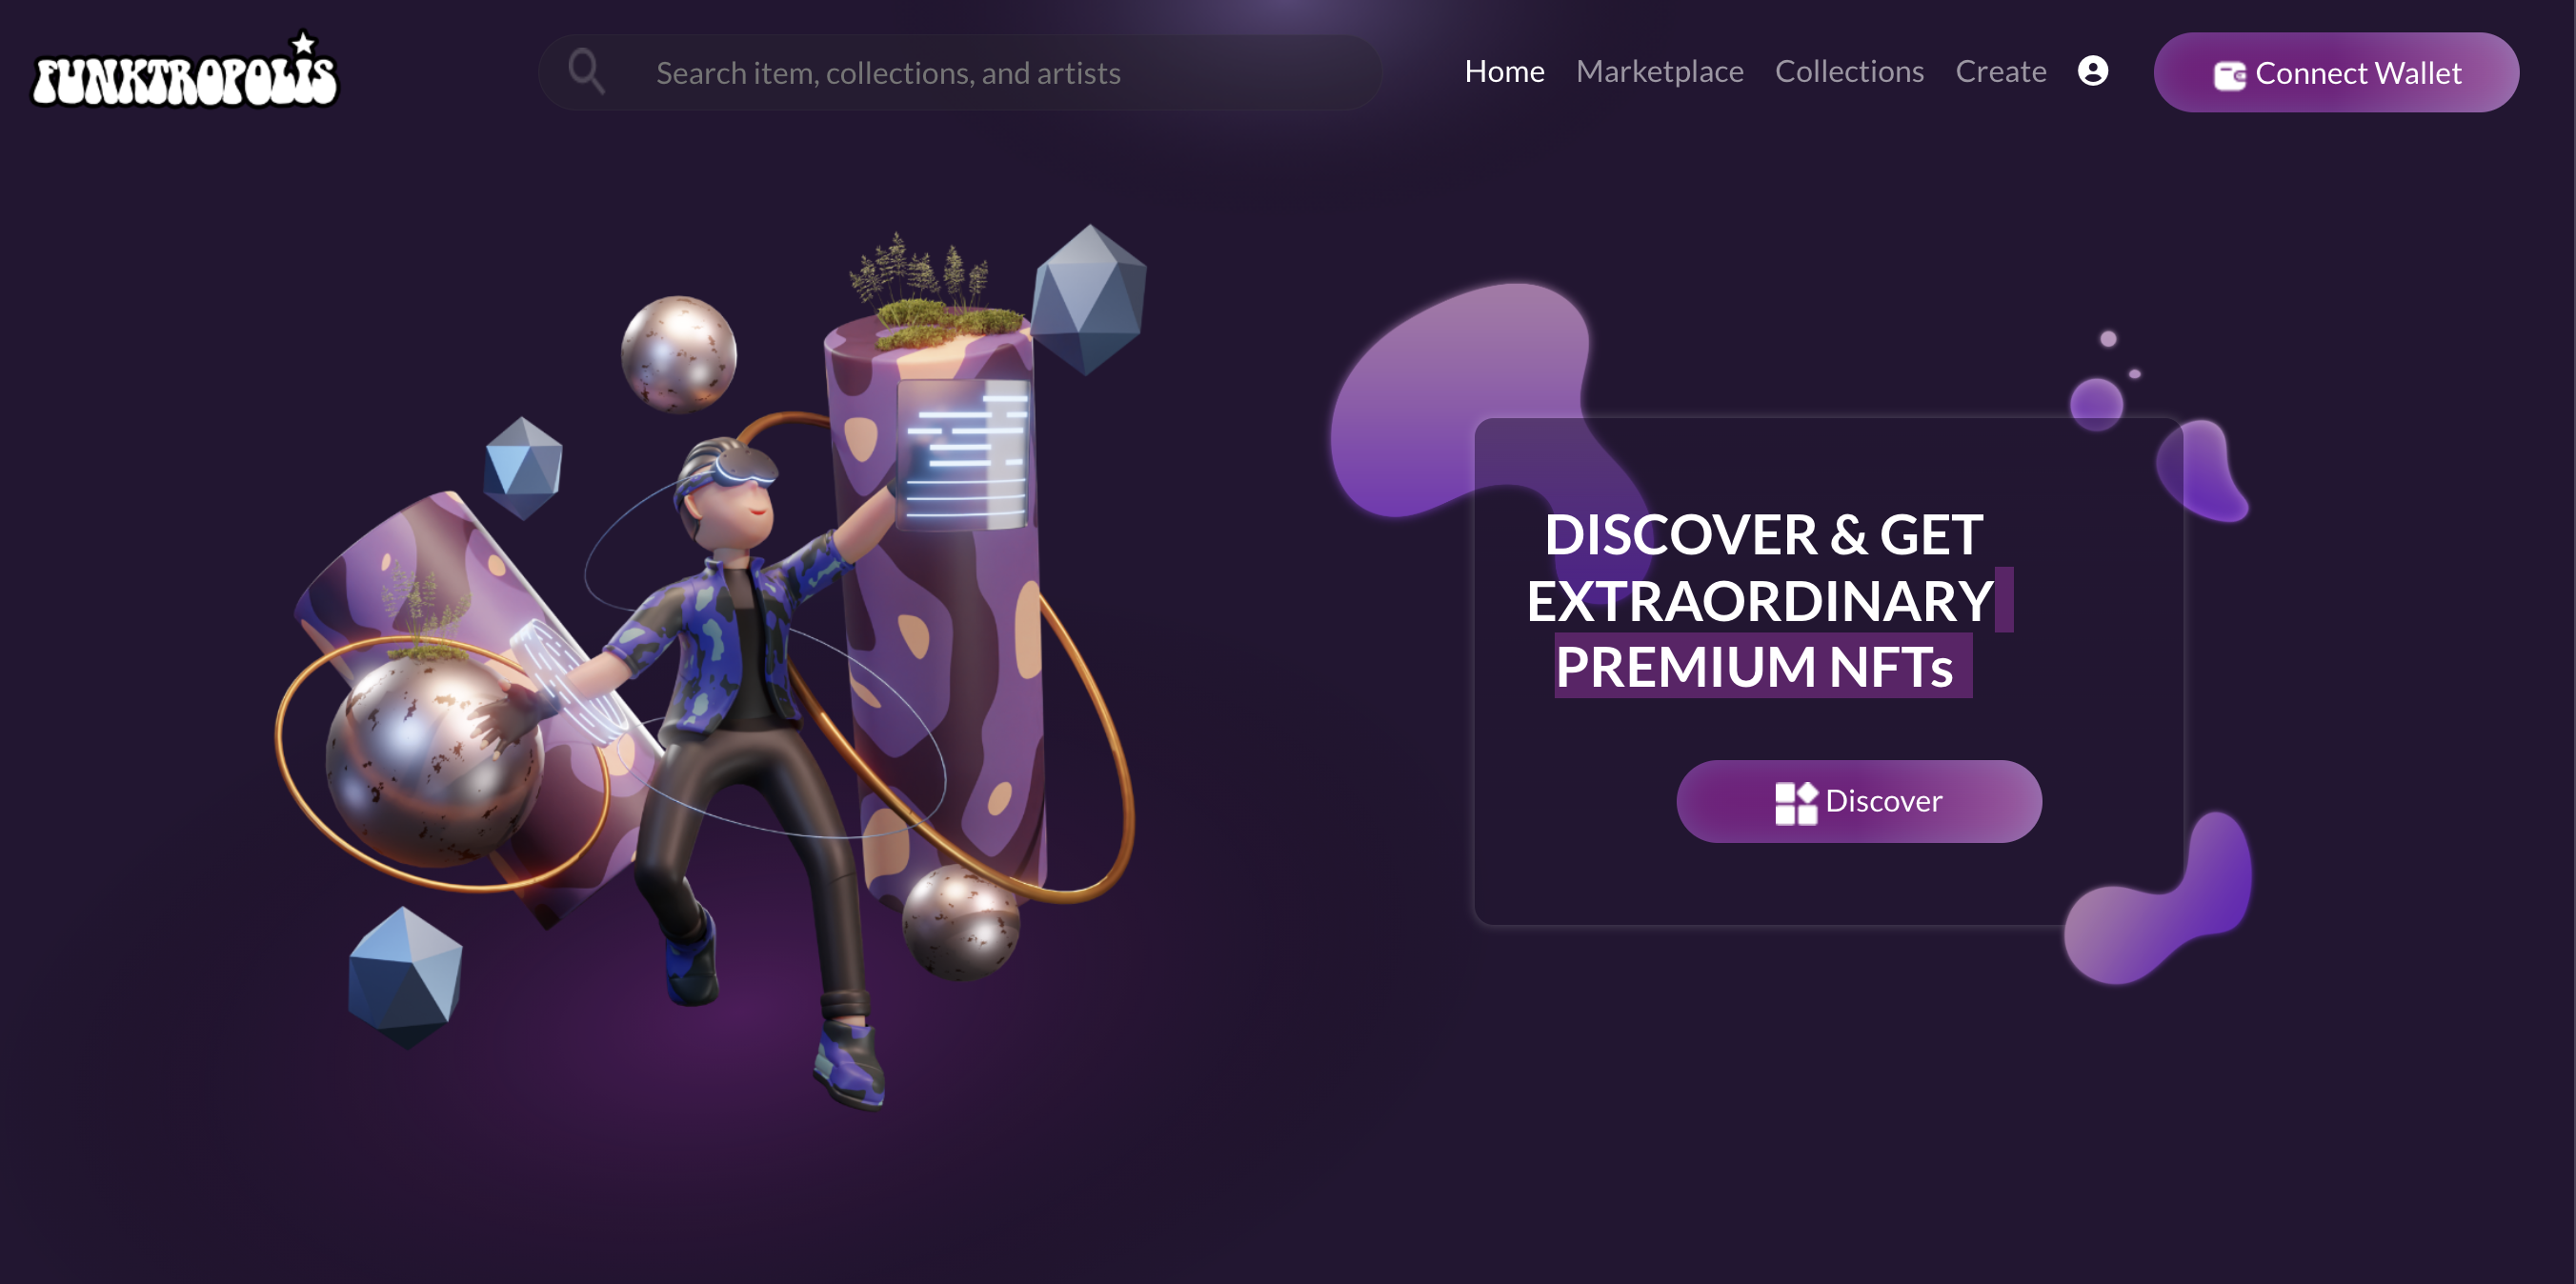 FUNKTROPOLIS
Search item, collections, and artists
Home Marketplace Collections Create
Connect Wallet
DISCOVER & GET
EXTRAORDINARY
PREMIUM NFTs
Discover